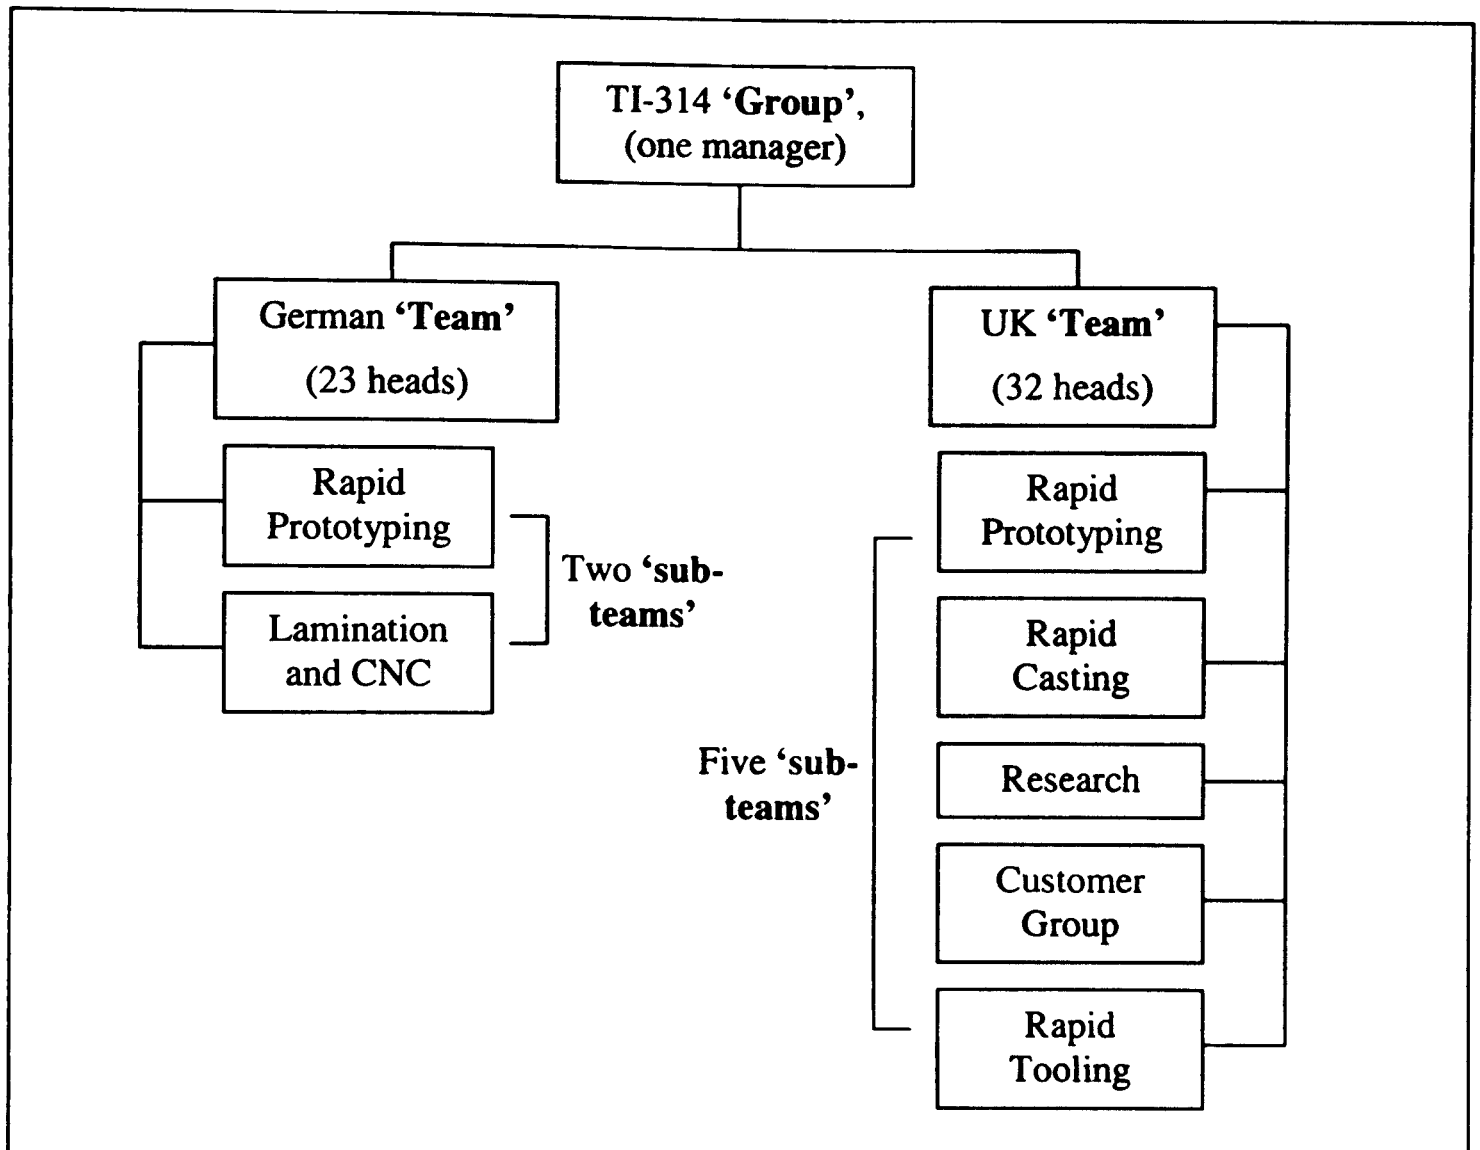 TI-314 ‘Group’,
(one manager)
German ‘Team’
(23 heads)
Rapid
Prototyping
Lamination
and CNC
Two ‘sub-
teams’
UK ‘Team’
(32 heads)
Rapid
Prototyping
Rapid
Casting
Research
Customer
Group
Rapid
Tooling
Five ‘sub-
teams’